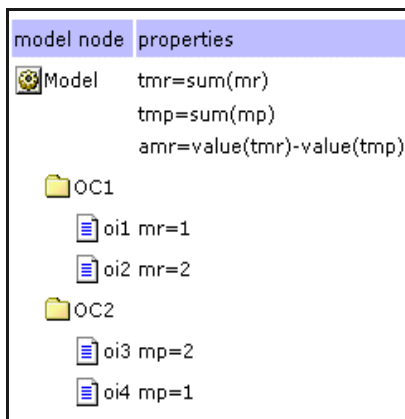 model node properties
Model tmr=sum(mr)
tmp=sum(mp)
amr=value(tmr)-value(tmp)
OC1
oi1 mr=1
oi2 mr=2
OC2
oi3 mp=2
oi4 mp=1